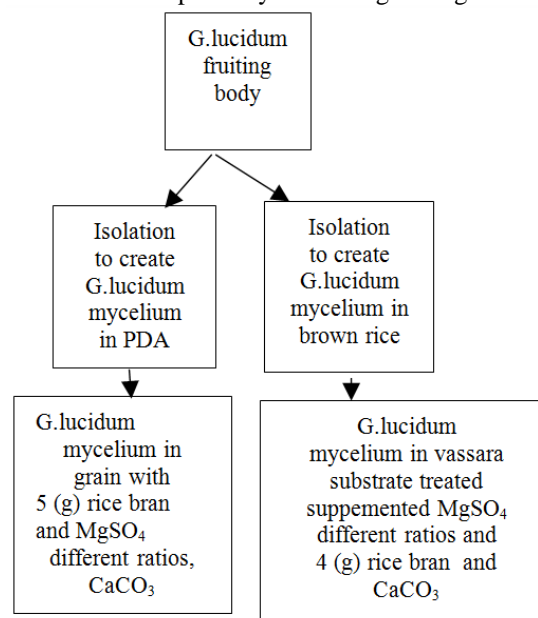 G.lucidum
fruiting
body
Isolation
to create
G.lucidum
mycelium
in PDA
Isolation
to create
G.lucidum
mycelium in
brown rice
G.lucidum
mycelium in
grain with
5 (g) rice bran
and MgSO₄
different ratios,
CaCO₃
G.lucidum
mycelium in vassara
substrate treated
suppemented MgSO₄
different ratios and
4 (g) rice bran and
CaCO₃